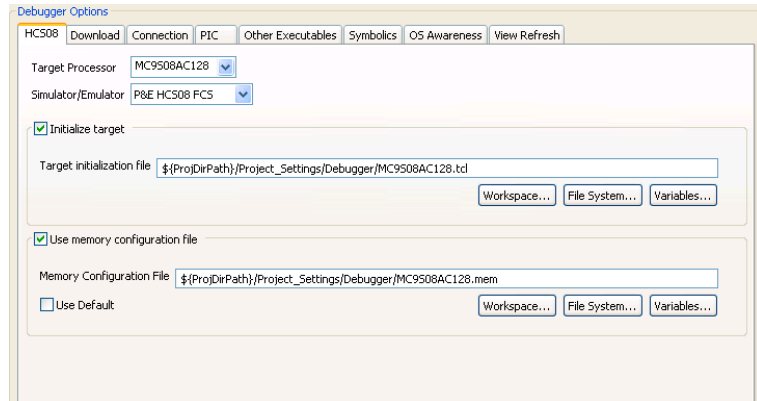 Debugger Options
HCS08 Download Connection PIC Other Executables Symbolics OS Awareness View Refresh
Target Processor MC9S08AC128
Simulator/Emulator P&E HCS08 FCS
Initialize target
Target initialization file ${ProjDirPath}/Project_Settings/Debugger/MC9S08AC128.tcl
Workspace... File System... Variables...
Use memory configuration file
Memory Configuration File ${ProjDirPath}/Project_Settings/Debugger/MC9S08AC128.mem
Use Default Workspace... File System... Variables...